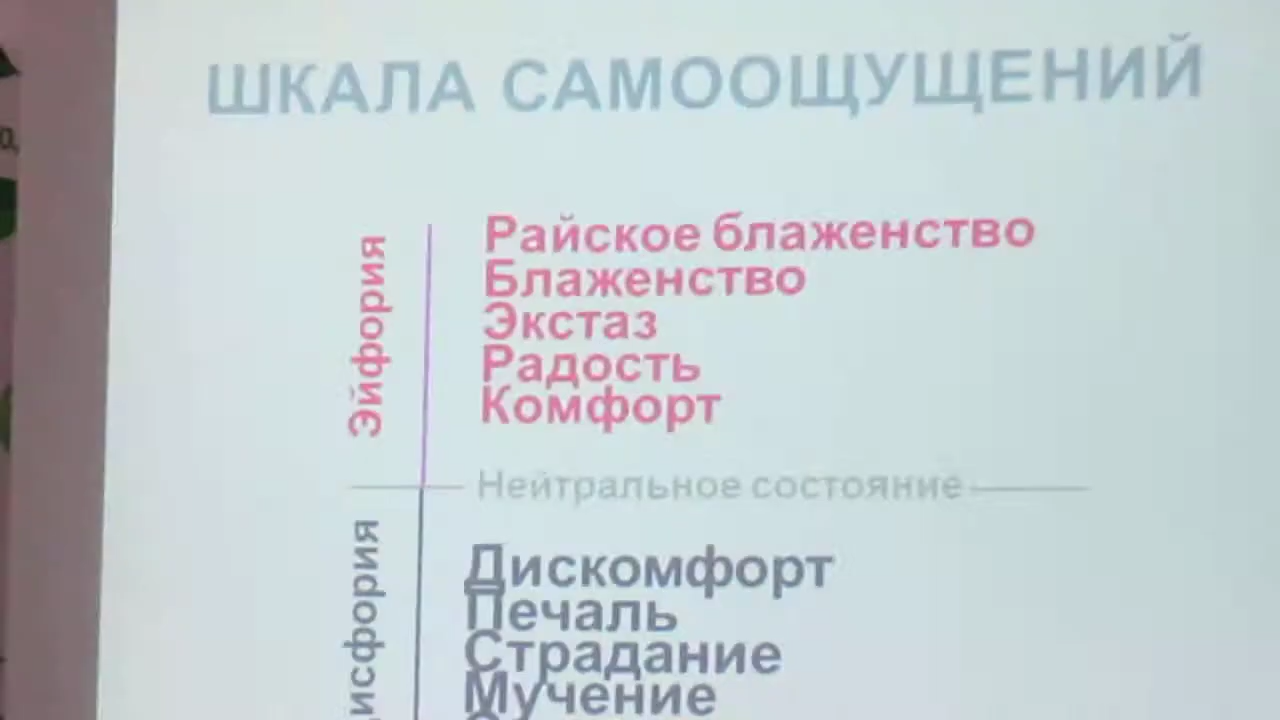 ШКАЛА САМООЩУЩЕНИЙ
Эйфория
Райское блаженство
Блаженство
Экстаз
Радость
Комфорт
Нейтральное состояние
Дискомфорт
Печаль
Страдание
Мучение